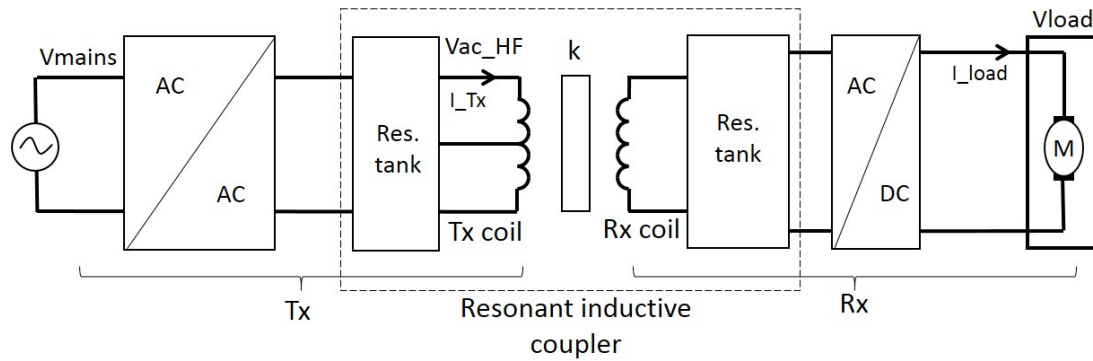 Vmains
AC
AC
Res.
tank
Vac_HF
I_Tx
Tx coil
k
Rx coil
Res.
tank
AC
DC
I_load
Vload
M
Tx
Resonant inductive
coupler
Rx